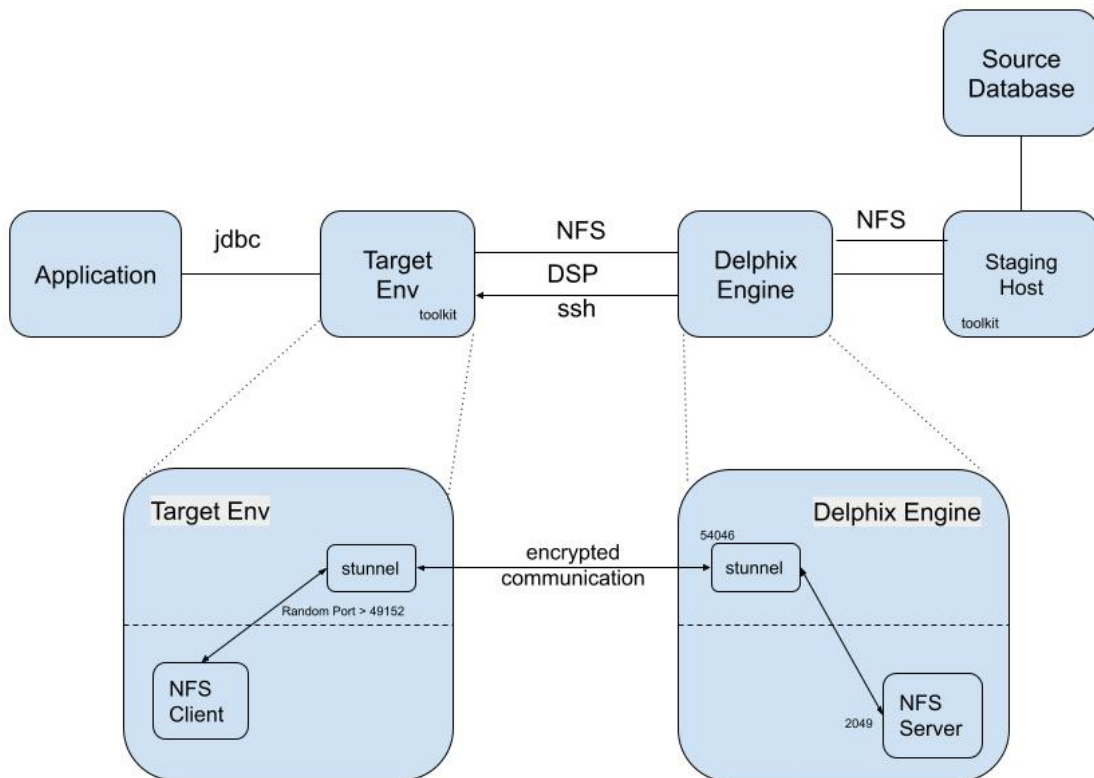 Source
Database
Application
jdbc
Target
Env
toolkit
NFS
DSP
ssh
Delphix
Engine
NFS
Staging
Host
toolkit
Target Env
stunnel
Random Port > 49152
NFS
Client
encrypted
communication
Delphix Engine
54046
stunnel
2049
NFS
Server